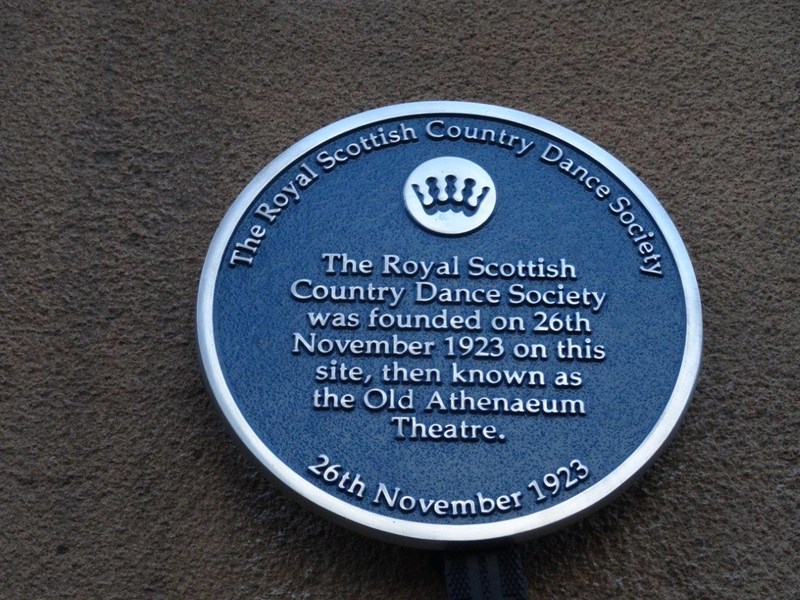 The Royal Scottish Country Dance Society
The Royal Scottish
Country Dance Society
was founded on 26th
November 1923 on this
site, then known as
the Old Athenaeum
Theatre.
26th November 1923